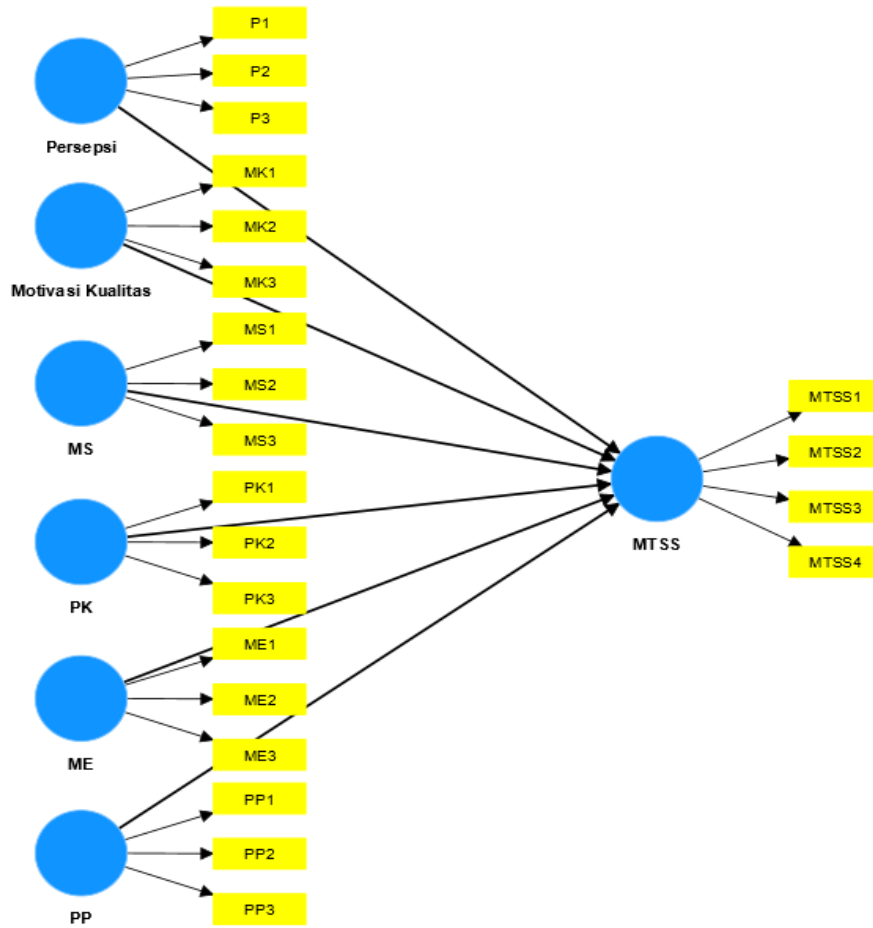 P1
P2
P3
Persepsi
MK1
MK2
MK3
Motivasi Kualitas
MS1
MS2
MS3
MS
PK1
PK2
PK3
PK
ME1
ME2
ME3
ME
PP1
PP2
PP3
PP
MTSS
MTSS1
MTSS2
MTSS3
MTSS4